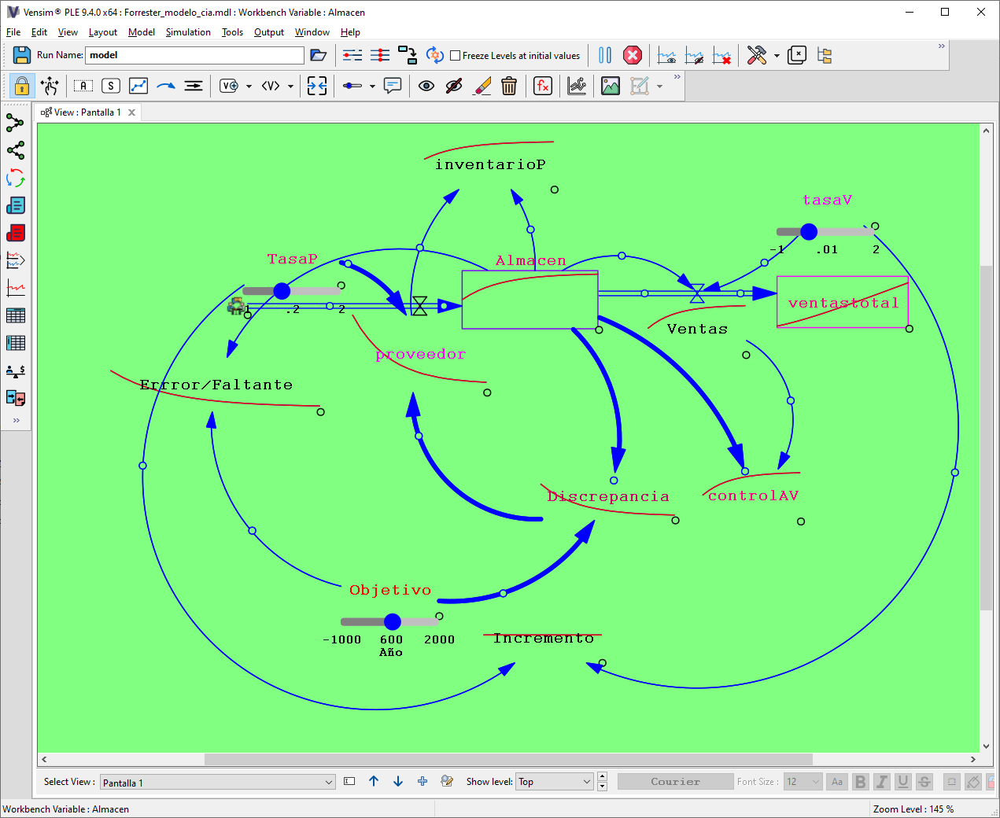 Vensim® PLE 9.4.0 x64 : Forrester_modelo_cia.mdl : Workbench Variable : Almacen
File Edit View Layout Model Simulation Tools Output Window Help
Run Name: model
Freeze Levels at initial values
A S V <V> fx
View : Pantalla 1
inventarioP
tasaV
-1 .01 2
TasaP
Almacen
.2 2
ventastotal
Ventas
proveedor
Errror/Faltante
Discrepancia
controlAV
Objetivo
-1000 600 2000
Año
Incremento
Select View : Pantalla 1
Show level: Top
Courier
Font Size : 12
Aa B I U S
Workbench Variable : Almacen
Zoom Level : 145 %